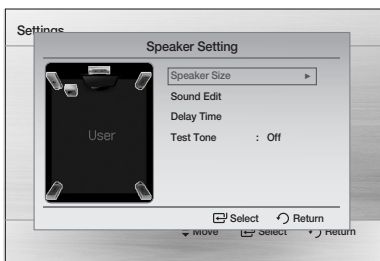 Settings
Speaker Setting
Speaker Size ►
Sound Edit
Delay Time
Test Tone : Off
User
Select Return
Move Select Return